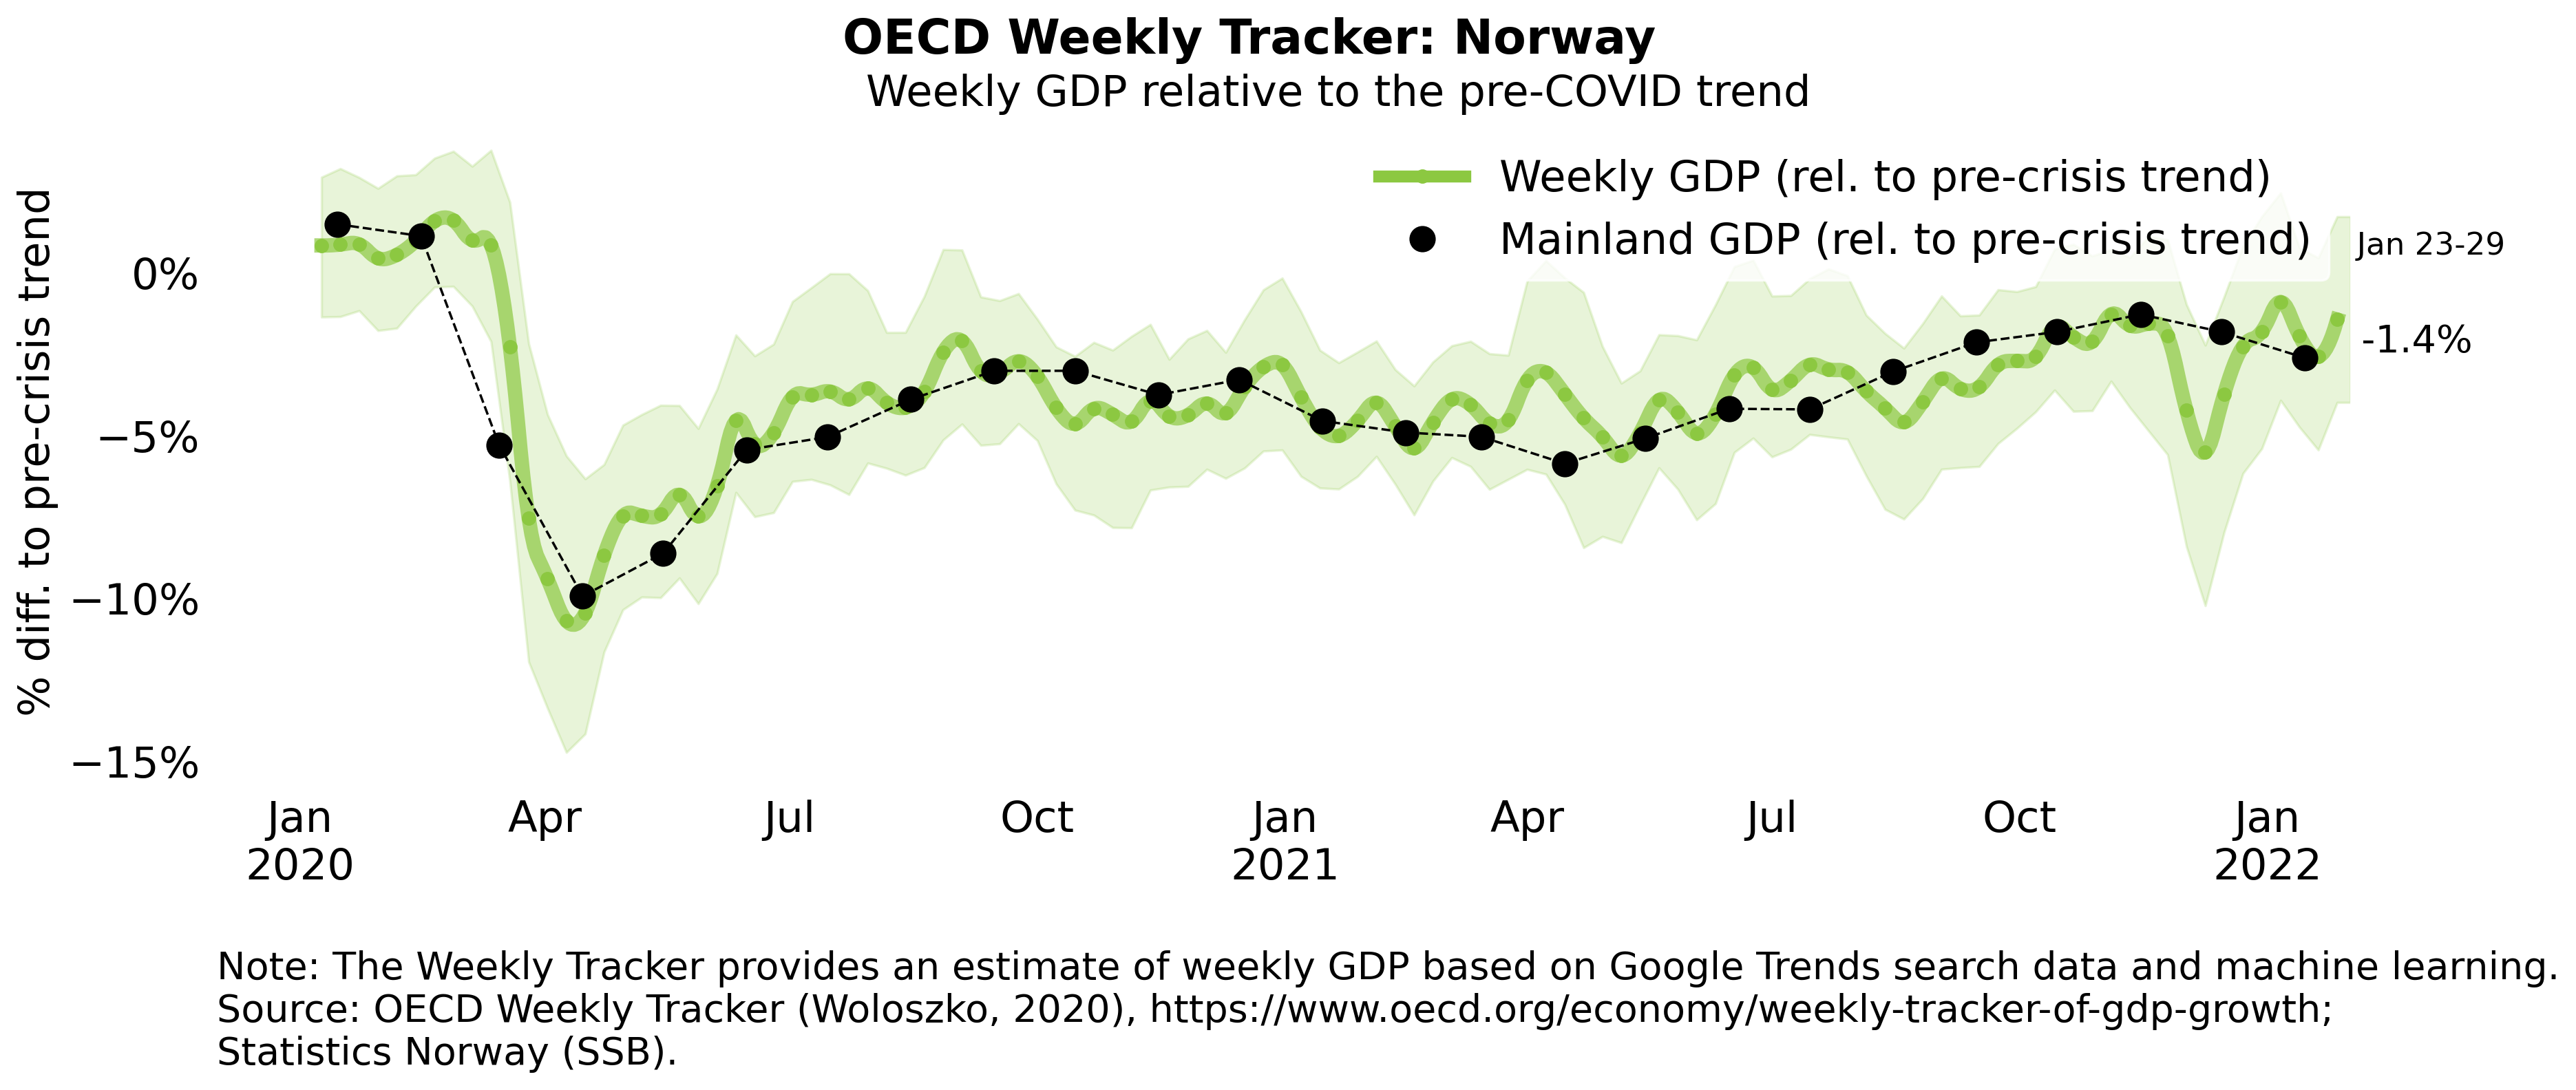 OECD Weekly Tracker: Norway
Weekly GDP relative to the pre-COVID trend
Weekly GDP (rel. to pre-crisis trend)
Mainland GDP (rel. to pre-crisis trend)
Jan 23-29
-1.4%
% diff. to pre-crisis trend
0%
−5%
−10%
−15%
Jan Apr Jul Oct Jan Apr Jul Oct Jan
2020 2021 2022
Note: The Weekly Tracker provides an estimate of weekly GDP based on Google Trends search data and machine learning.
Source: OECD Weekly Tracker (Woloszko, 2020), https://www.oecd.org/economy/weekly-tracker-of-gdp-growth;
Statistics Norway (SSB).